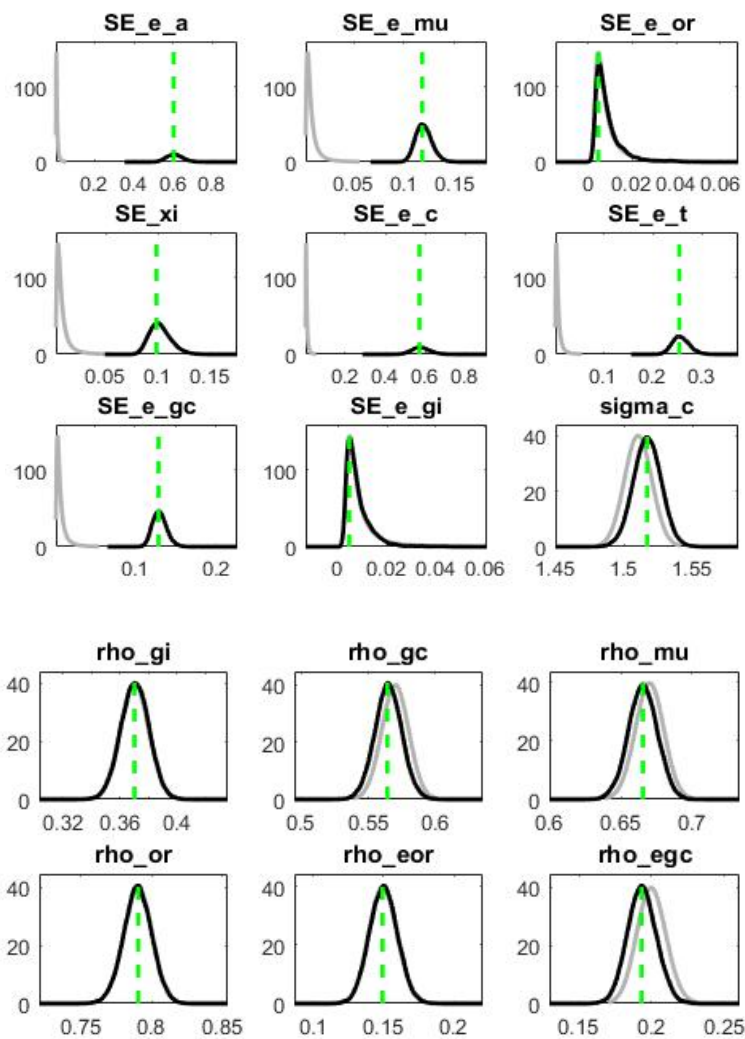 SE_e_a SE_e_mu SE_e_or
100 100 100
0 0 0
0.2 0.4 0.6 0.8 0.05 0.1 0.15 0 0.02 0.04 0.06
SE_xi SE_e_c SE_e_t
100 100 100
0 0 0
0.05 0.1 0.15 0.2 0.4 0.6 0.8 0.1 0.2 0.3
SE_e_gc SE_e_gi sigma_c
100 100 40
20
0 0 0
0.1 0.2 0 0.02 0.04 0.06 1.45 1.5 1.55
rho_gi rho_gc rho_mu
40 40 40
20 20 20
0 0 0
0.32 0.36 0.4 0.5 0.55 0.6 0.6 0.65 0.7
rho_or rho_eor rho_egc
40 40 40
20 20 20
0 0 0
0.75 0.8 0.85 0.1 0.15 0.2 0.15 0.2 0.25